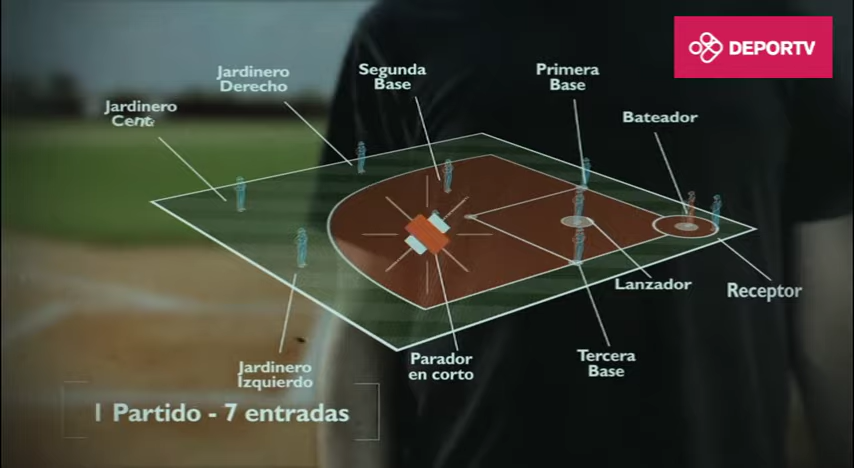 DEPORTV
Jardinero
Derecho
Segunda
Base
Primera
Base
Jardinero
Bateador
Lanzador
Receptor
Jardinero
Izquierdo
Parador
en corto
Tercera
Base
1 Partido - 7 entradas